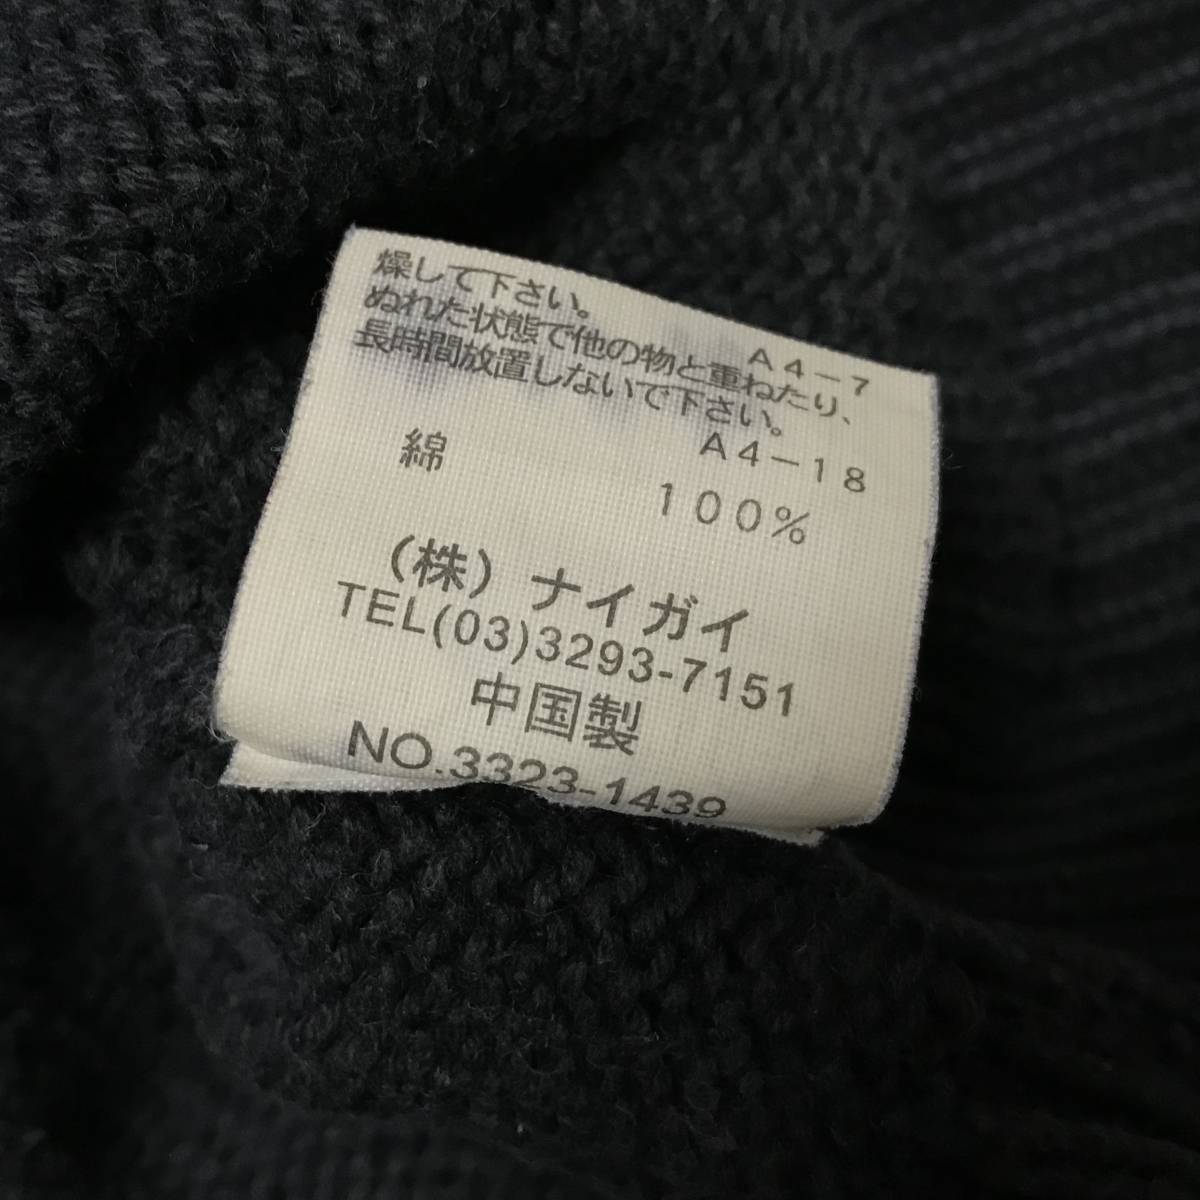 燥して下さい。
A4-7
ぬれた状態で他の物と重ねたり、
長時間放置しないで下さい。
A4-18
綿 100%
(株) ナイガイ
TEL(03)3293-7151
中国製
NO.3323-1439